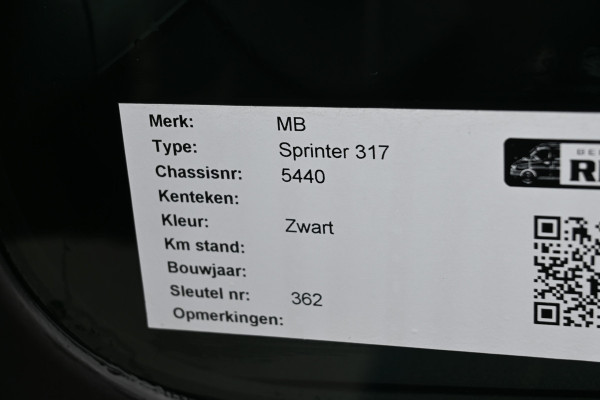 Merk: MB
Type: Sprinter 317
Chassisnr: 5440
Kenteken:
Kleur: Zwart
Km stand:
Bouwjaar:
Sleutel nr: 362
Opmerkingen: